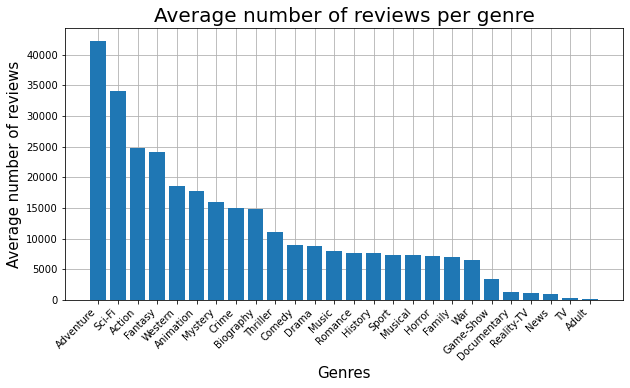 Average number of reviews per genre
Average number of reviews
40000
35000
30000
25000
20000
15000
10000
5000
0
Adventure
Sci-Fi
Action
Fantasy
Western
Animation
Mystery
Crime
Biography
Thriller
Comedy
Drama
Music
Romance
History
Sport
Musical
Horror
Family
War
Game-Show
Documentary
Reality-TV
News
TV
Adult
Genres